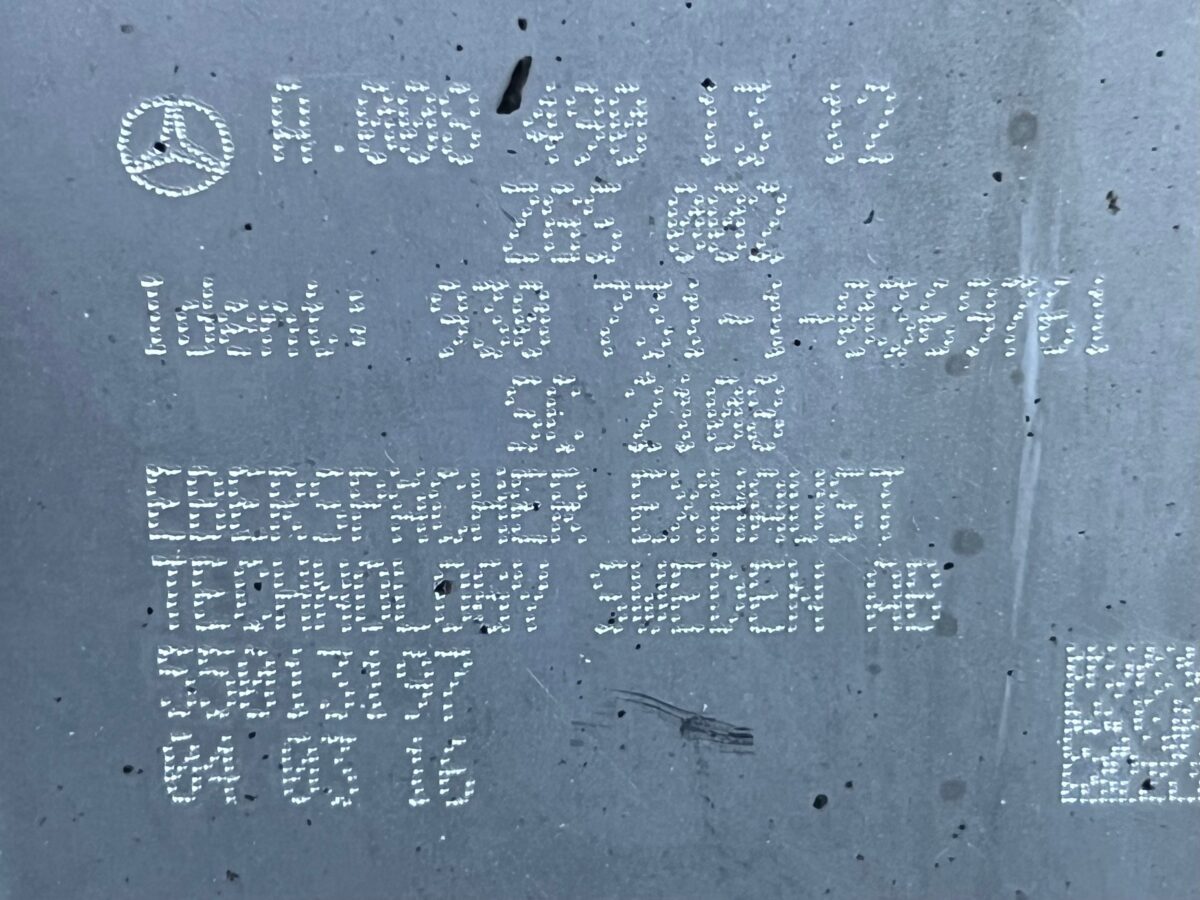 A.006 490 13 12
ZGS 002
Ident: 930 731-1-0369761
SC 2108
EBERSPACHER EXHAUST
TECHNOLOGY SWEDEN AB
55013197
04 03 16